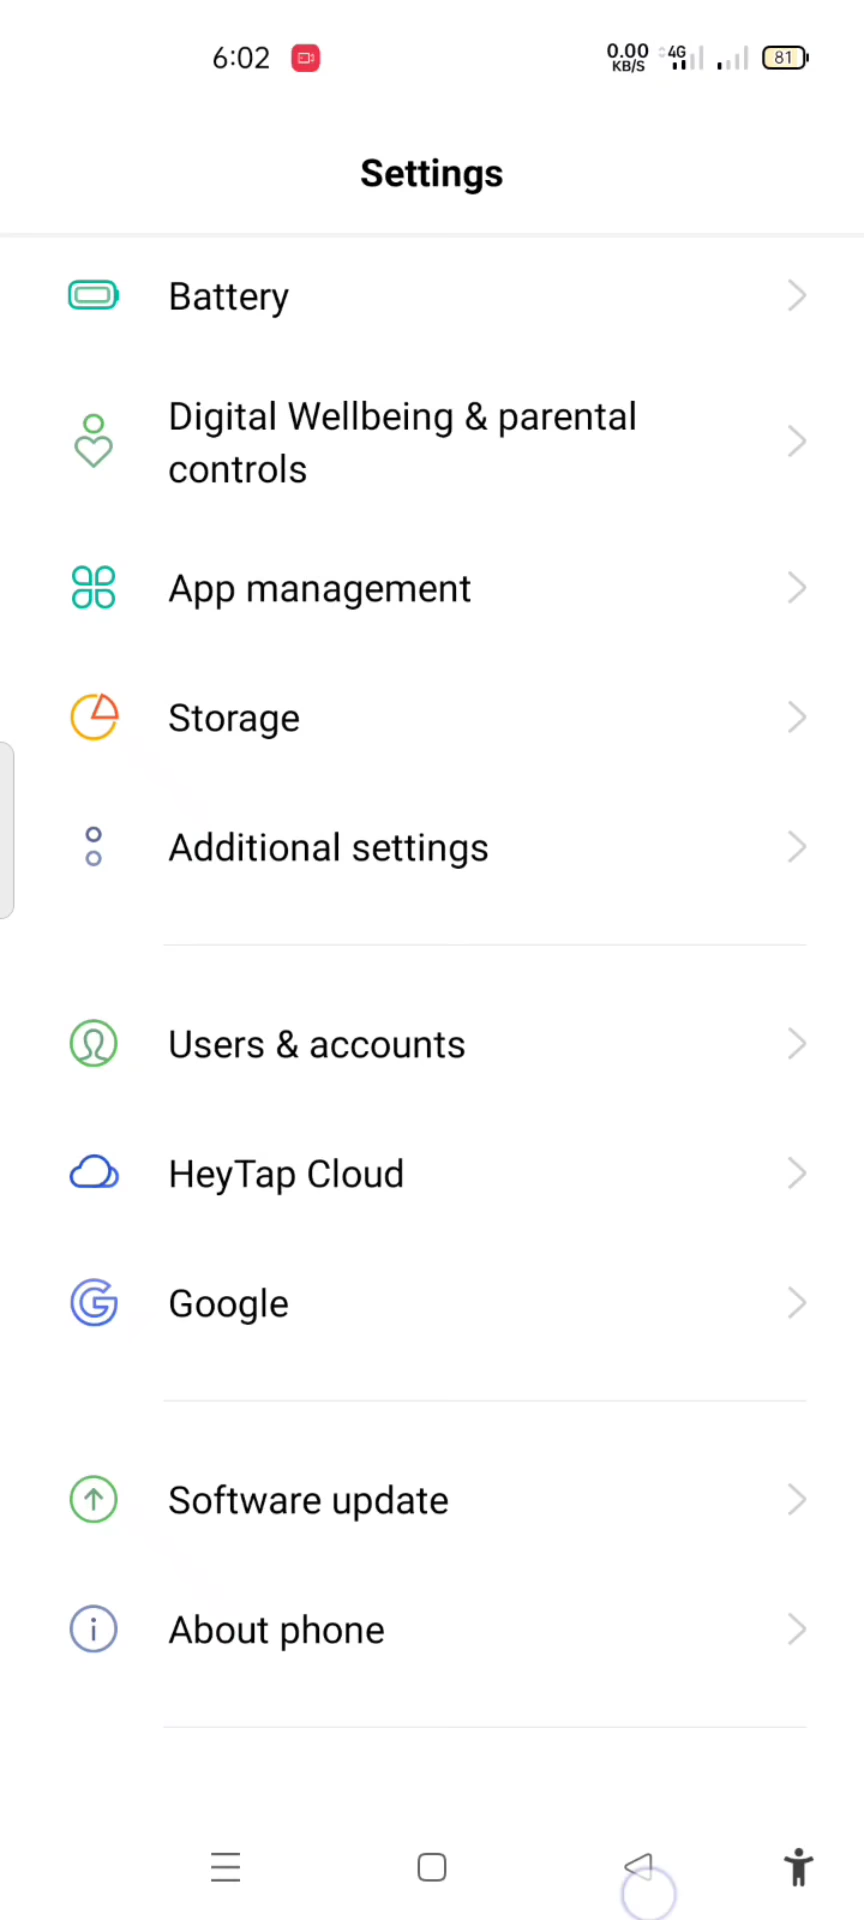 6:02
0.00
KB/S
4G
81
Settings
Battery
Digital Wellbeing & parental
controls
App management
Storage
Additional settings
Users & accounts
HeyTap Cloud
Google
Software update
About phone